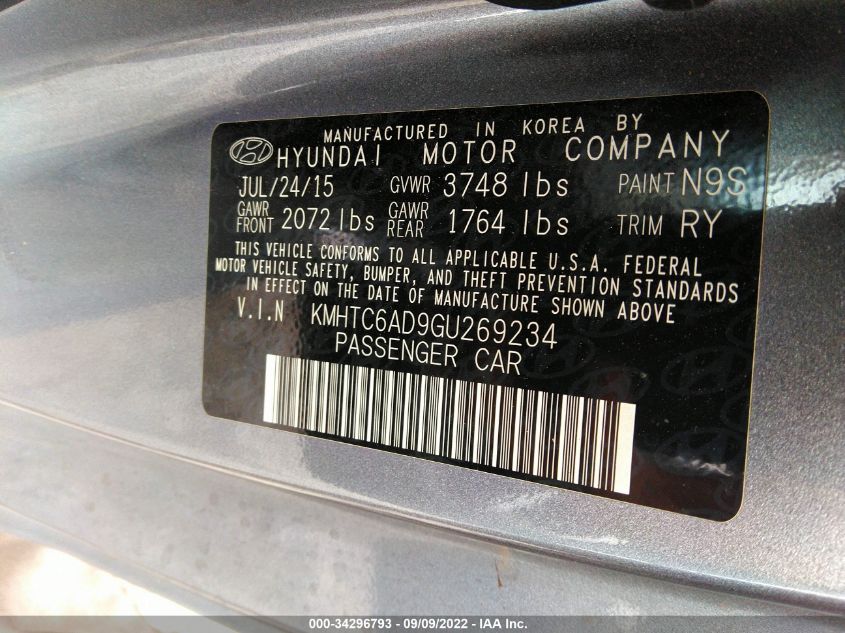 MANUFACTURED IN KOREA BY
HYUNDAI MOTOR COMPANY
JUL/24/15 GVWR 3748 lbs PAINT N9S
GAWR FRONT 2072 lbs GAWR REAR 1764 lbs TRIM RY
THIS VEHICLE CONFORMS TO ALL APPLICABLE U.S.A. FEDERAL
MOTOR VEHICLE SAFETY, BUMPER, AND THEFT PREVENTION STANDARDS
IN EFFECT ON THE DATE OF MANUFACTURE SHOWN ABOVE
V.I.N KMHTC6AD9GU269234
PASSENGER CAR
000-34296793 - 09/09/2022 - IAA Inc.